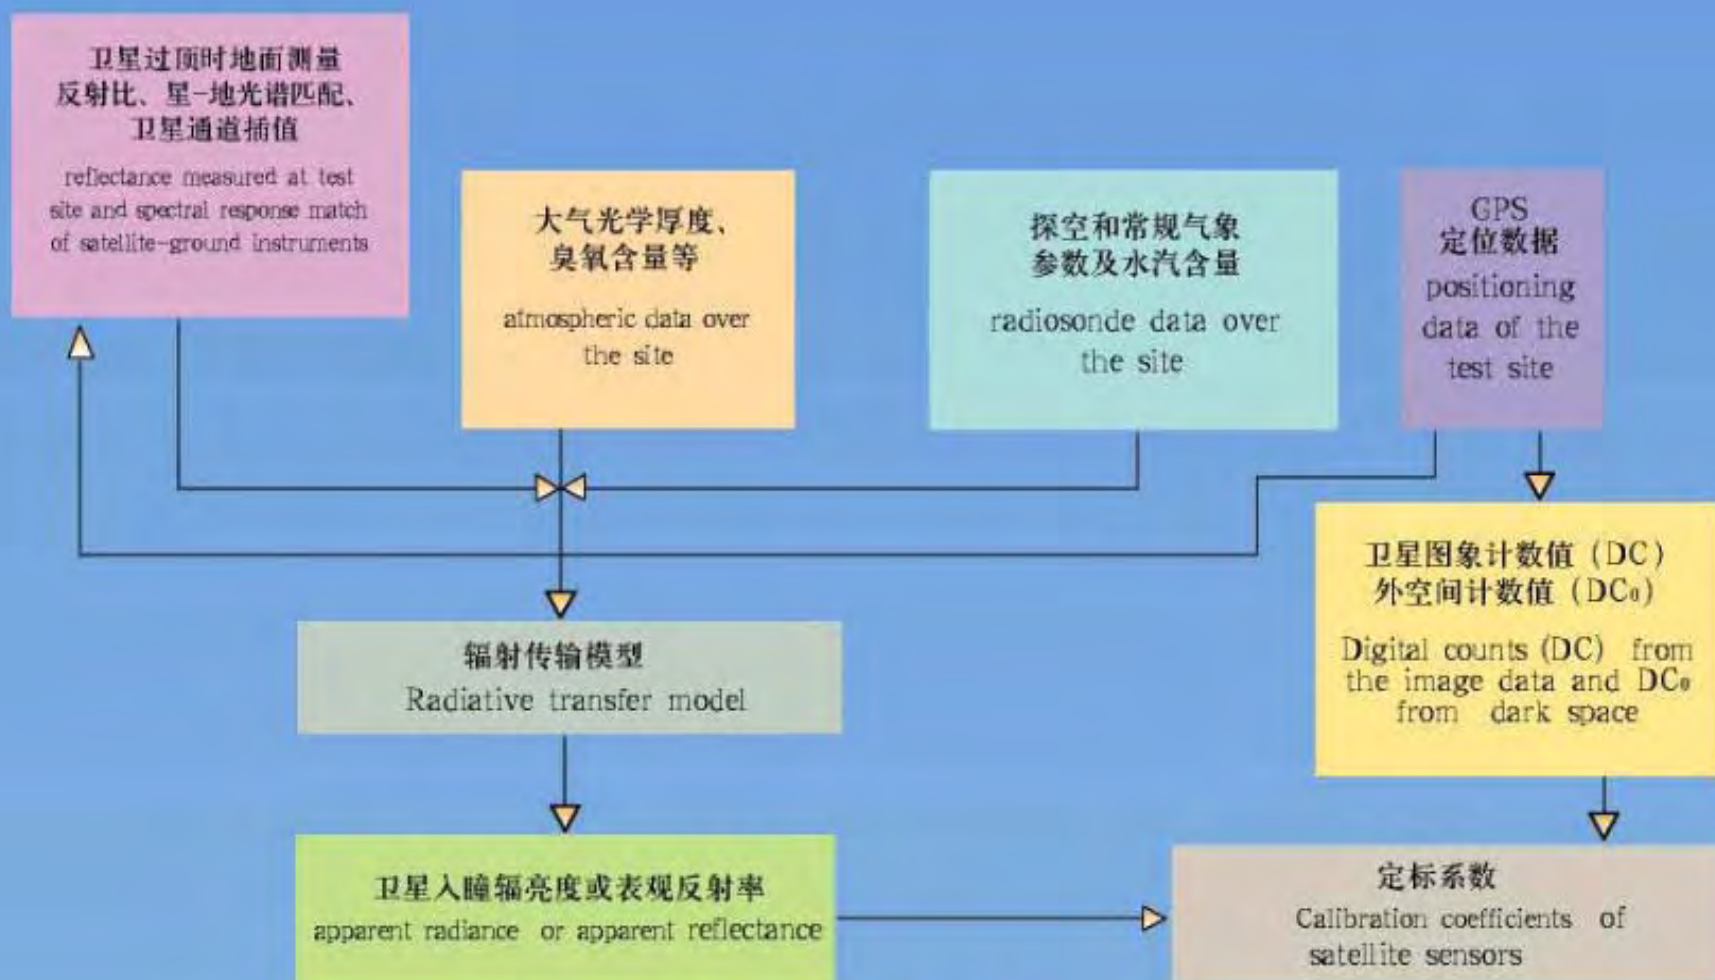 卫星过顶时地面测量
反射比、星-地光谱匹配、
卫星通道插值
reflectance measured at test
site and spectral response match
of satellite-ground instruments
大气光学厚度、
臭氧含量等
atmospheric data over
the site
探空和常规气象
参数及水汽含量
radiosonde data over
the site
GPS
定位数据
positioning
data of the
test site
卫星图象计数值（DC）
外空间计数值（DC₀）
Digital counts (DC) from
the image data and DC₀
from dark space
辐射传输模型
Radiative transfer model
卫星入瞳辐亮度或表观反射率
apparent radiance or apparent reflectance
定标系数
Calibration coefficients of
satellite sensors